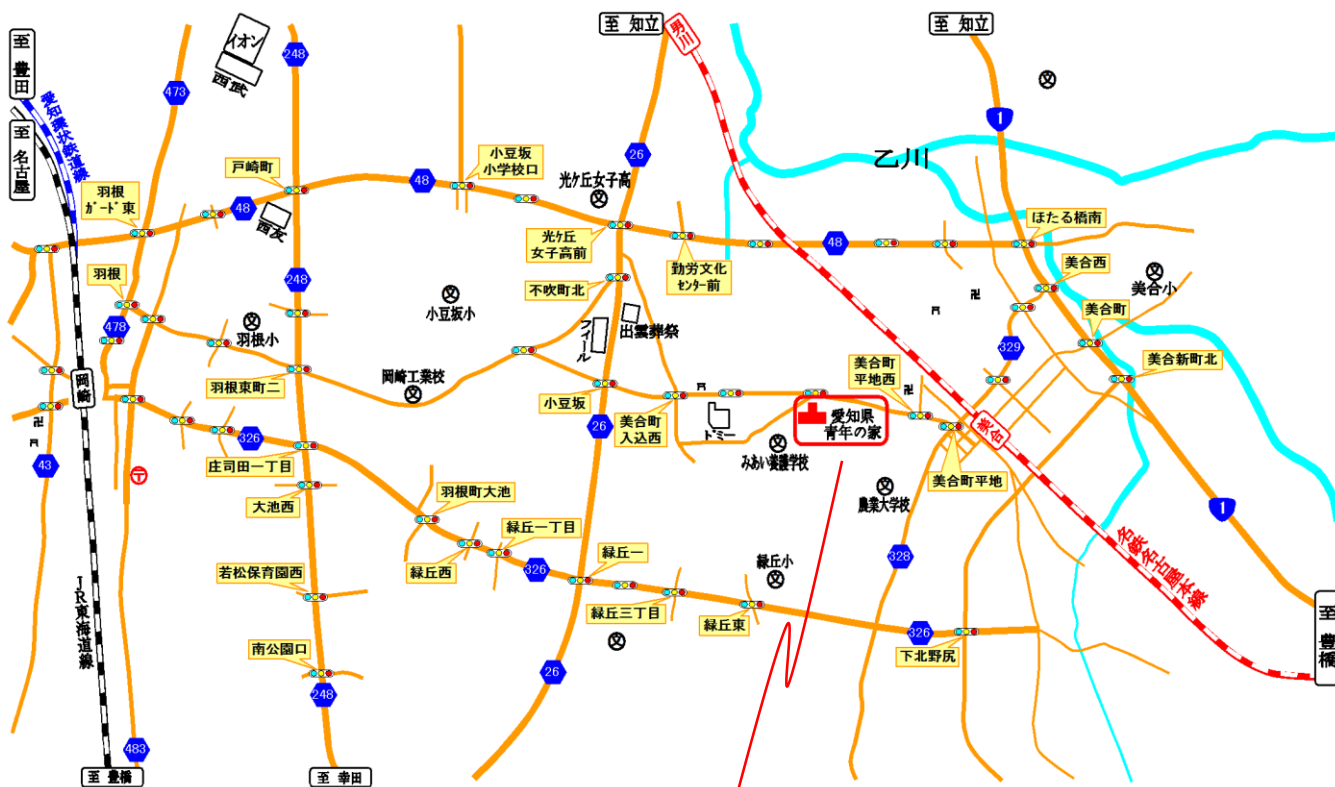 至 豊田
至 名古屋
愛知環状鉄道線
473
イオン
西武
248
至 知立
男川
至 知立
1
乙川
26
戸崎町
小豆坂
小学校口
光ケ丘女子高
羽根
ガード東
48
48
西友
光ケ丘
女子高前
勤労文化
センター前
48
ほたる橋南
美合西
美合小
羽根
478
248
小豆坂小
不吹町北
フィール
出雲葬祭
329
美合町
羽根小
羽根東町二
岡崎工業校
小豆坂
美合町
平地西
美合新町北
岡崎
26
美合町
入込西
ドミー
愛知県
青年の家
美合
みあい養護学校
美合町平地
326
庄司田一丁目
43
大池西
羽根町大池
農業大学校
1
緑丘一丁目
緑丘西
326
緑丘一
緑丘小
328
名鉄名古屋本線
若松保育園西
緑丘三丁目
緑丘東
326
下北野尻
JR東海道線
南公園口
248
26
至 豊橋
483
至 豊橋
至 幸田